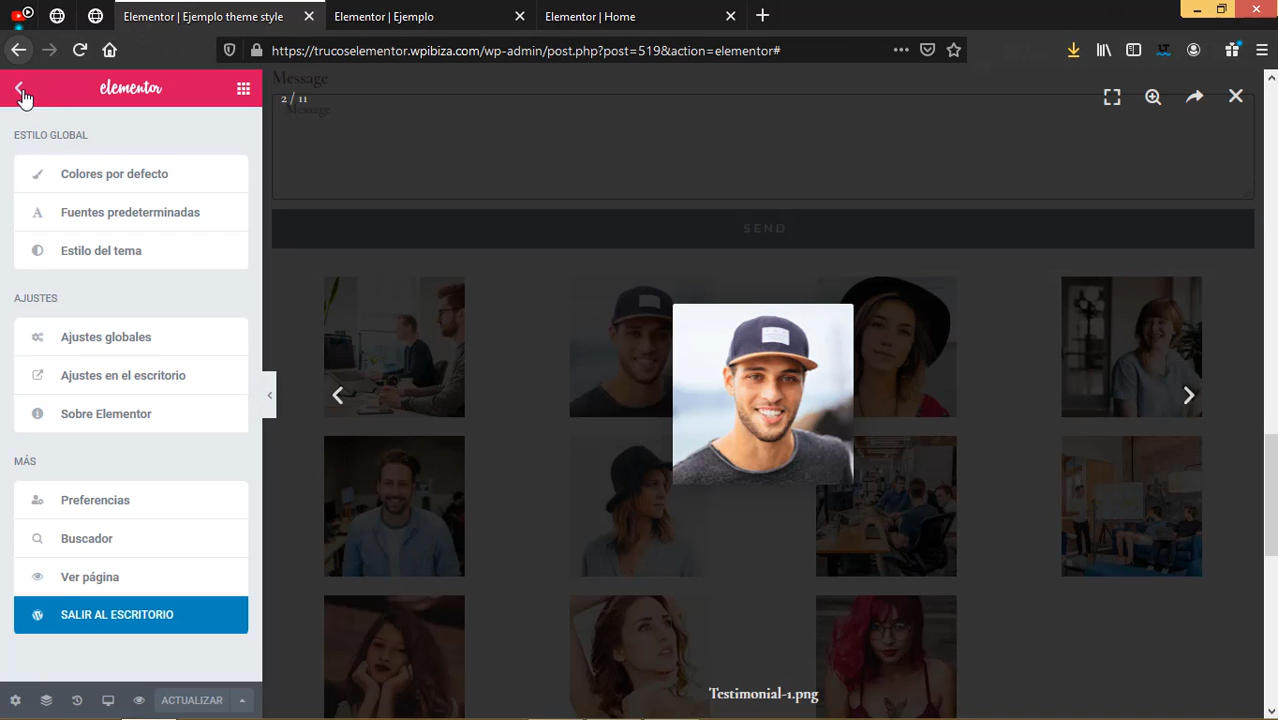 Elementor | Ejemplo theme style
Elementor | Ejemplo
Elementor | Home
https://trucoselementor.wpibiza.com/wp-admin/post.php?post=519&action=elementor#
elementor
ESTILO GLOBAL
Colores por defecto
Fuentes predeterminadas
Estilo del tema
AJUSTES
Ajustes globales
Ajustes en el escritorio
Sobre Elementor
MÁS
Preferencias
Buscador
Ver página
SALIR AL ESCRITORIO
ACTUALIZAR
Message
2 / 11
Message
SEND
Testimonial-1.png